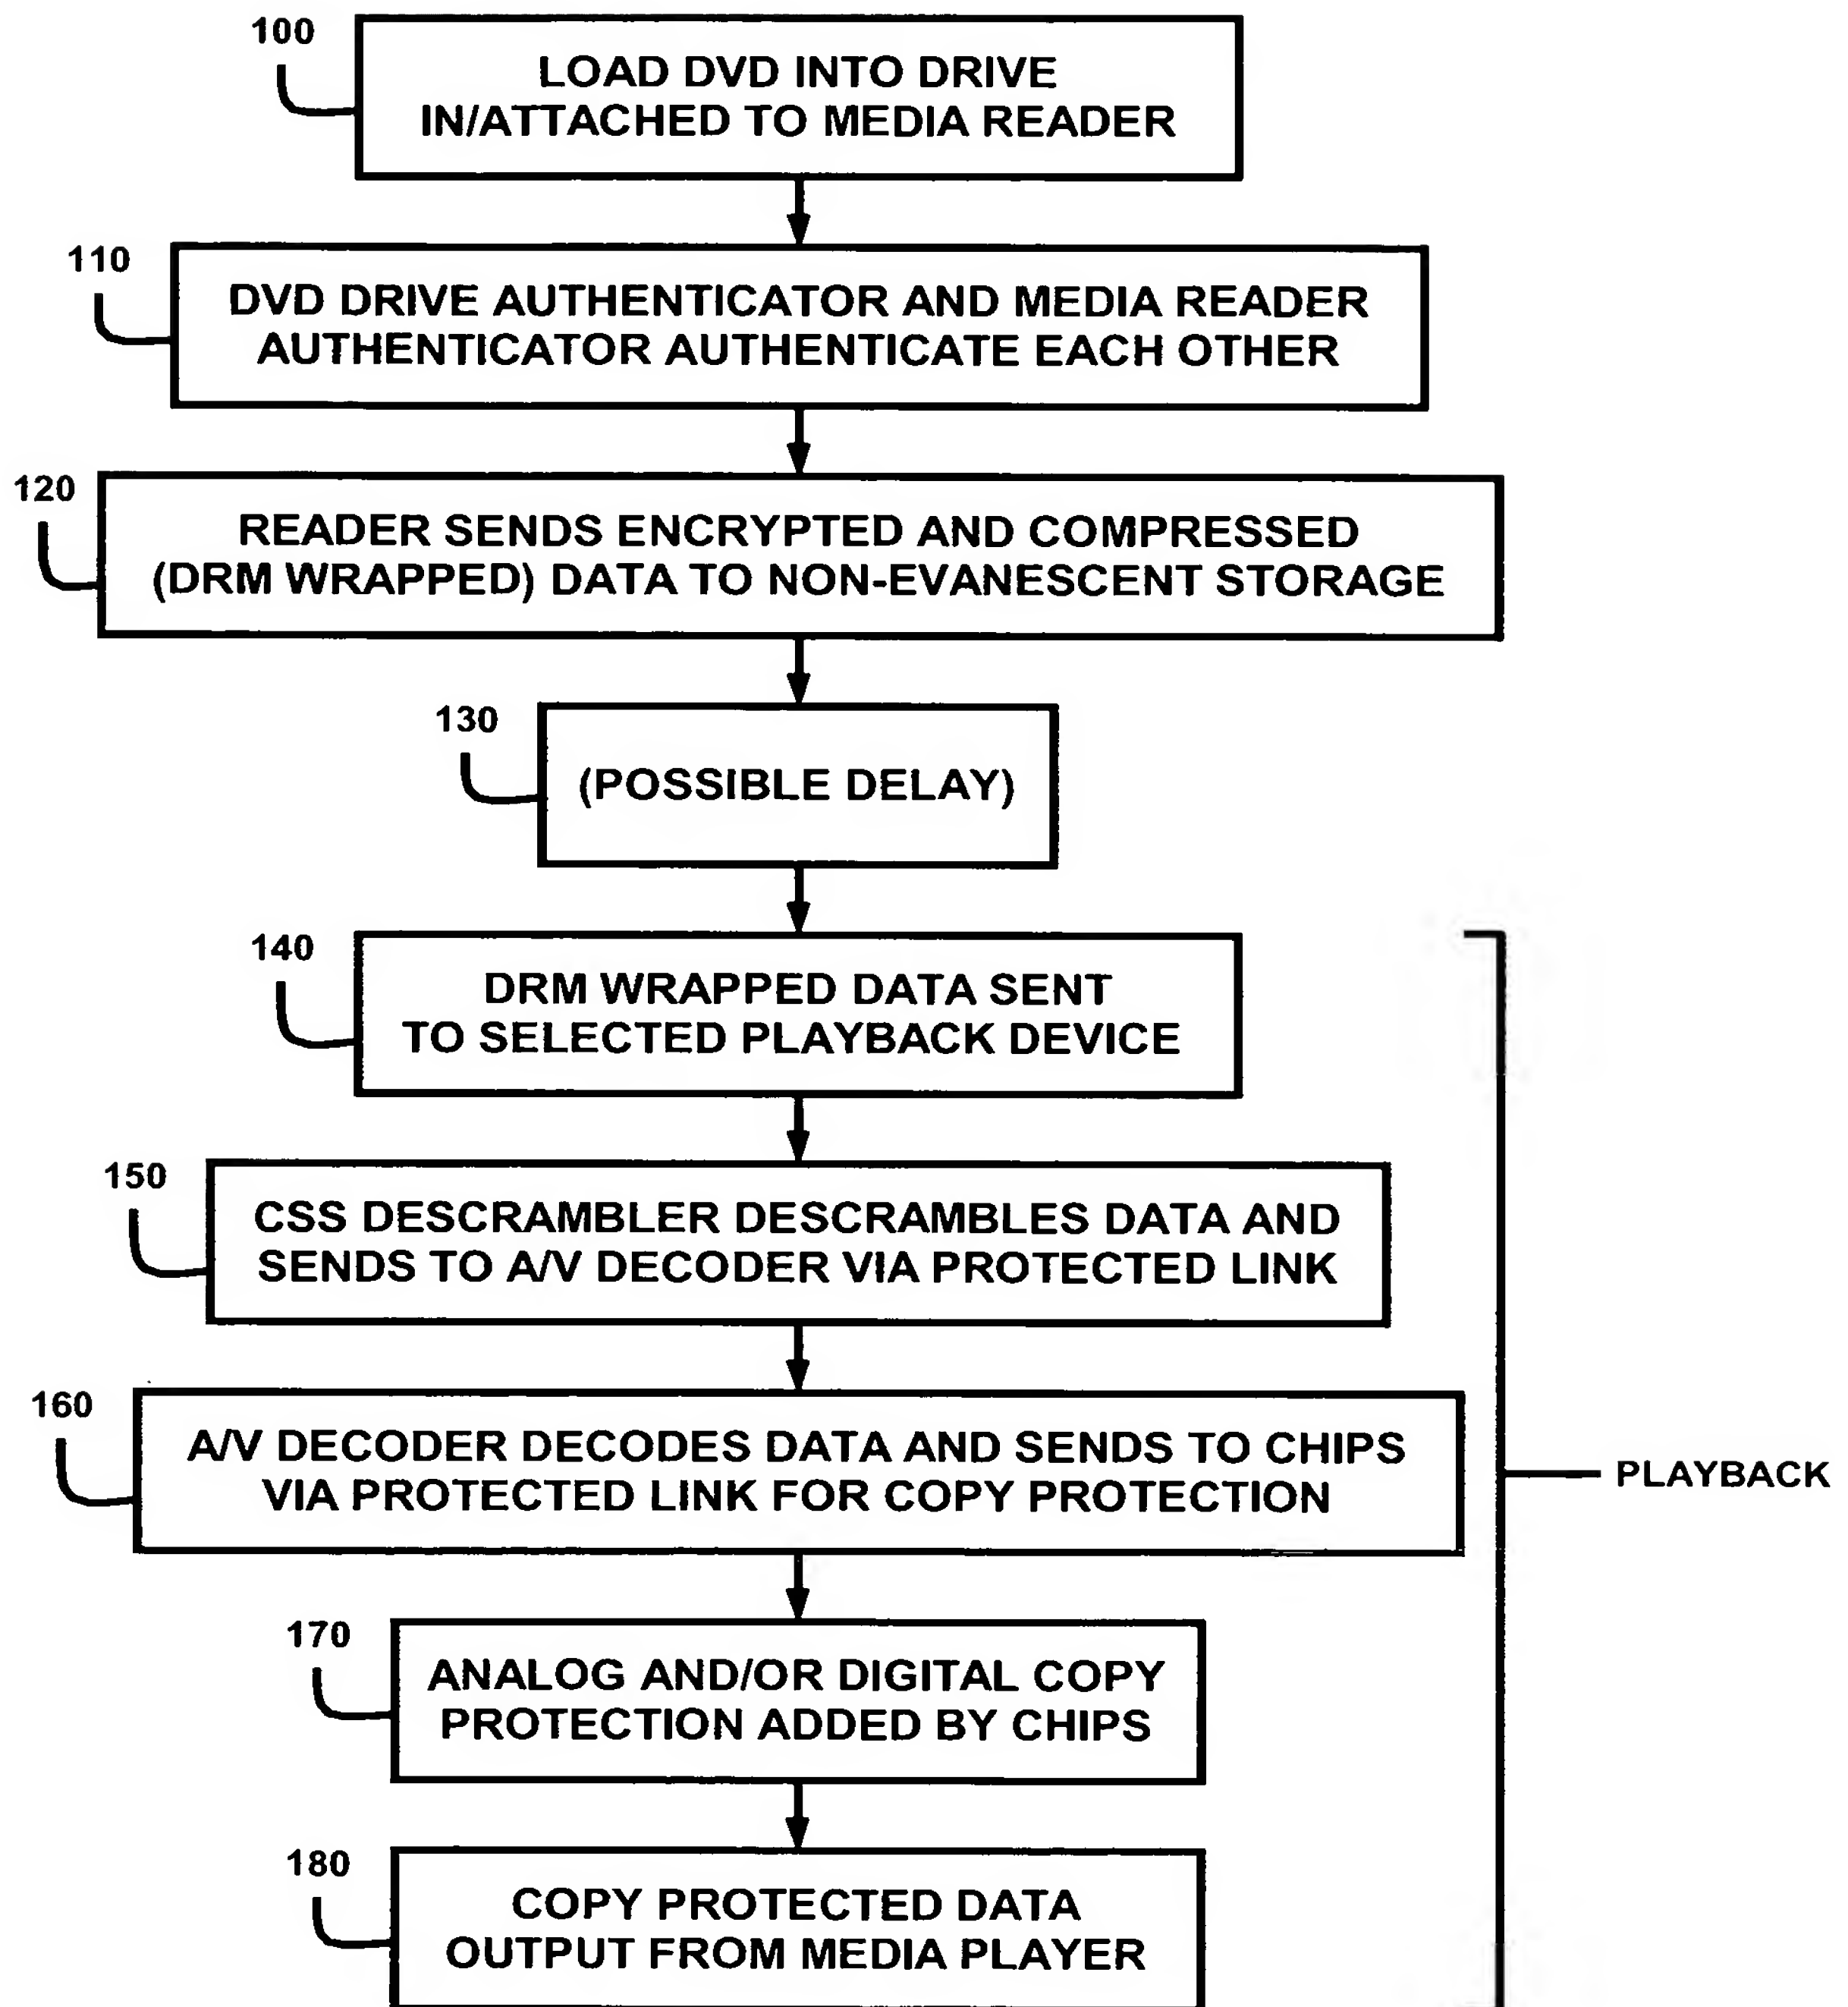 100
LOAD DVD INTO DRIVE
IN/ATTACHED TO MEDIA READER
110
DVD DRIVE AUTHENTICATOR AND MEDIA READER
AUTHENTICATOR AUTHENTICATE EACH OTHER
120
READER SENDS ENCRYPTED AND COMPRESSED
(DRM WRAPPED) DATA TO NON-EVANESCENT STORAGE
130
(POSSIBLE DELAY)
140
DRM WRAPPED DATA SENT
TO SELECTED PLAYBACK DEVICE
150
CSS DESCRAMBLER DESCRAMBLES DATA AND
SENDS TO A/V DECODER VIA PROTECTED LINK
160
A/V DECODER DECODES DATA AND SENDS TO CHIPS
VIA PROTECTED LINK FOR COPY PROTECTION
PLAYBACK
170
ANALOG AND/OR DIGITAL COPY
PROTECTION ADDED BY CHIPS
180
COPY PROTECTED DATA
OUTPUT FROM MEDIA PLAYER